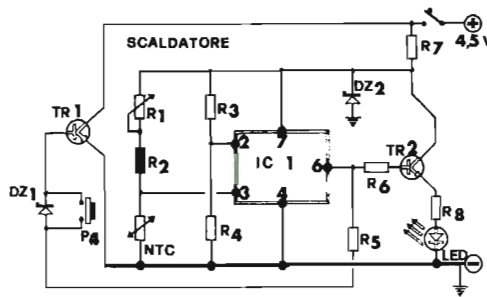 SCALDATORE
4,5 V
R7
TR1
R1
R3
DZ2
R2
2
7
IC 1
6
3
4
TR2
R6
DZ1
P1
NTC
R4
R5
R8
LED